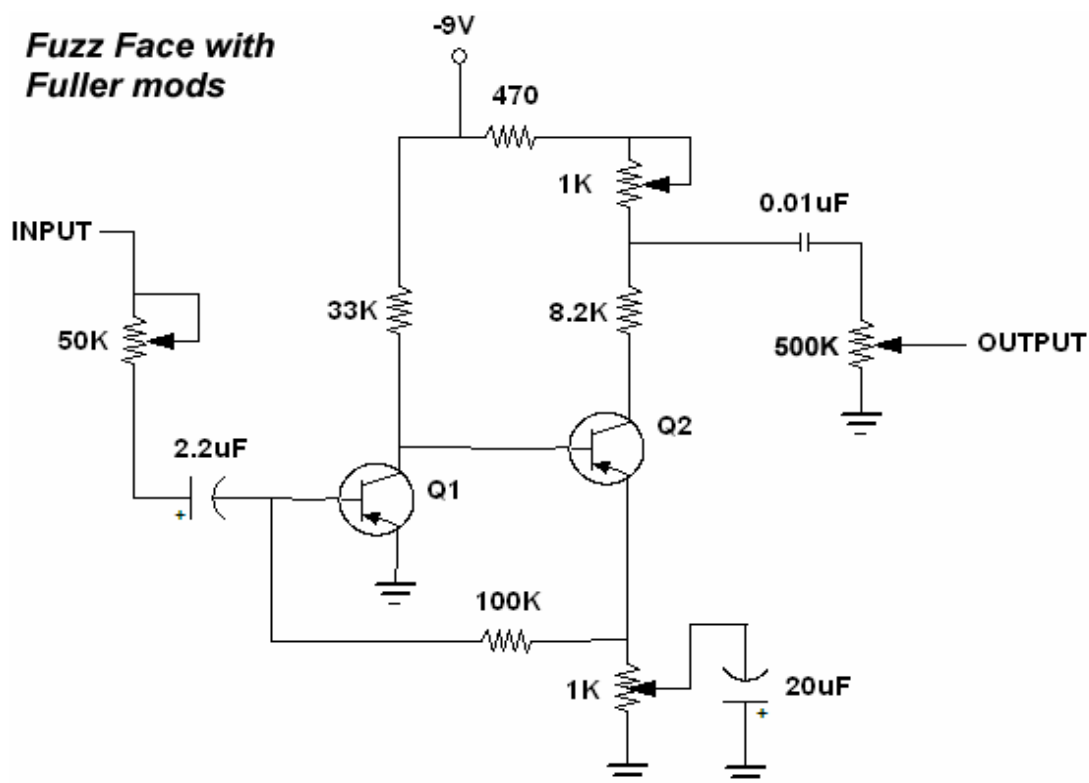 Fuzz Face with
Fuller mods
-9V
470
1K
0.01uF
INPUT
50K
33K
8.2K
500K
OUTPUT
2.2uF
+
Q1
Q2
100K
1K
20uF
+